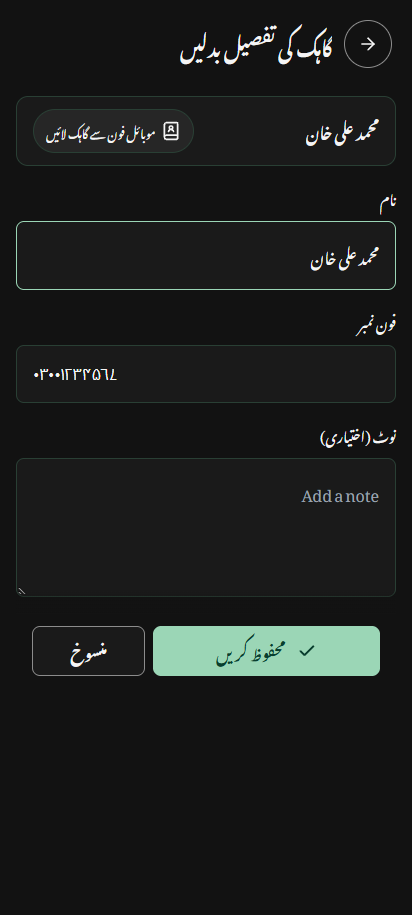 گاہک کی تفصیل بدلیں
محمد علی خان
موبائل فون سے گاہک لائیں
نام
محمد علی خان
فون نمبر
۰۳۰۰۱۲۳۴۵۶۷
نوٹ (اختیاری)
Add a note
محفوظ کریں
منسوخ